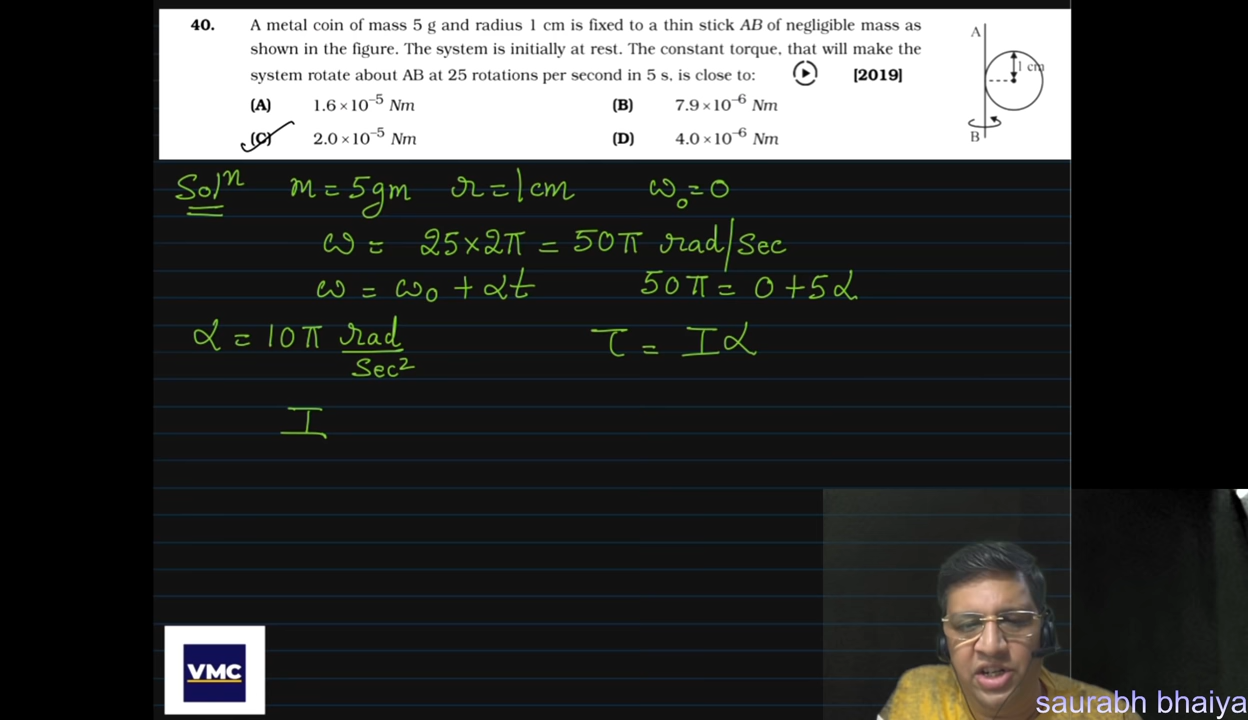 40. A metal coin of mass 5 g and radius 1 cm is fixed to a thin stick AB of negligible mass as
shown in the figure. The system is initially at rest. The constant torque, that will make the
system rotate about AB at 25 rotations per second in 5 s, is close to: [2019]
(A) 1.6 × 10⁻⁵ Nm (B) 7.9 × 10⁻⁶ Nm
(C) 2.0 × 10⁻⁵ Nm (D) 4.0 × 10⁻⁶ Nm
A
1 cm
B
Solⁿ m = 5gm r = 1 cm ω₀ = 0
ω = 25 × 2π = 50π rad/Sec
ω = ω₀ + αt 50π = 0 + 5α
α = 10π rad/Sec² τ = Iα
I
VMC
saurabh bhaiya